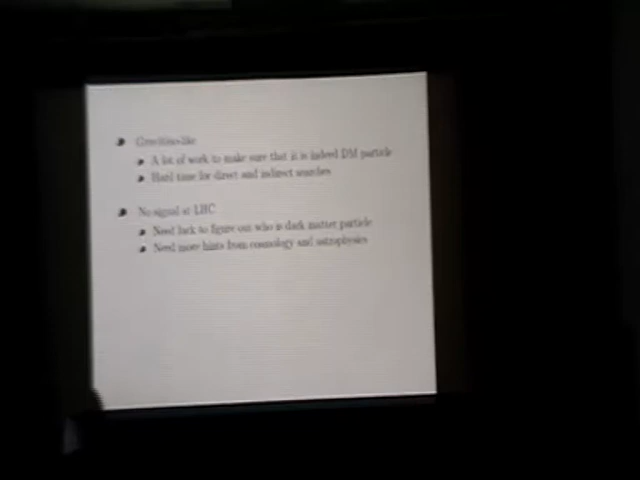 Gravitino-like
A lot of work to make sure that it is indeed DM particle
Hard time for direct and indirect searches
No signal at LHC
Need luck to figure out who is dark matter particle
Need more hints from cosmology and astrophysics